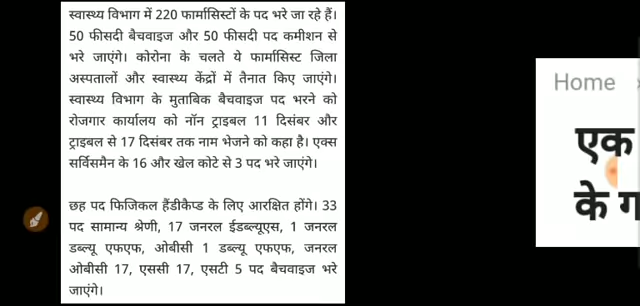 स्वास्थ्य विभाग में 220 फार्मासिस्टों के पद भरे जा रहे हैं।
50 फीसदी बैचवाइज और 50 फीसदी पद कमीशन से
भरे जाएंगे। कोरोना के चलते ये फार्मासिस्ट जिला
अस्पतालों और स्वास्थ्य केंद्रों में तैनात किए जाएंगे।
स्वास्थ्य विभाग के मुताबिक बैचवाइज पद भरने को
रोजगार कार्यालय को नॉन ट्राइबल 11 दिसंबर और
ट्राइबल से 17 दिसंबर तक नाम भेजने को कहा है। एक्स
सर्विसमैन के 16 और खेल कोटे से 3 पद भरे जाएंगे।
छह पद फिजिकल हैंडीकैप्ड के लिए आरक्षित होंगे। 33
पद सामान्य श्रेणी, 17 जनरल ईडब्ल्यूएस, 1 जनरल
डब्ल्यू एफएफ, ओबीसी 1 डब्ल्यू एफएफ, जनरल
ओबीसी 17, एससी 17, एसटी 5 पद बैचवाइज भरे
जाएंगे।
Home
एक
के ग